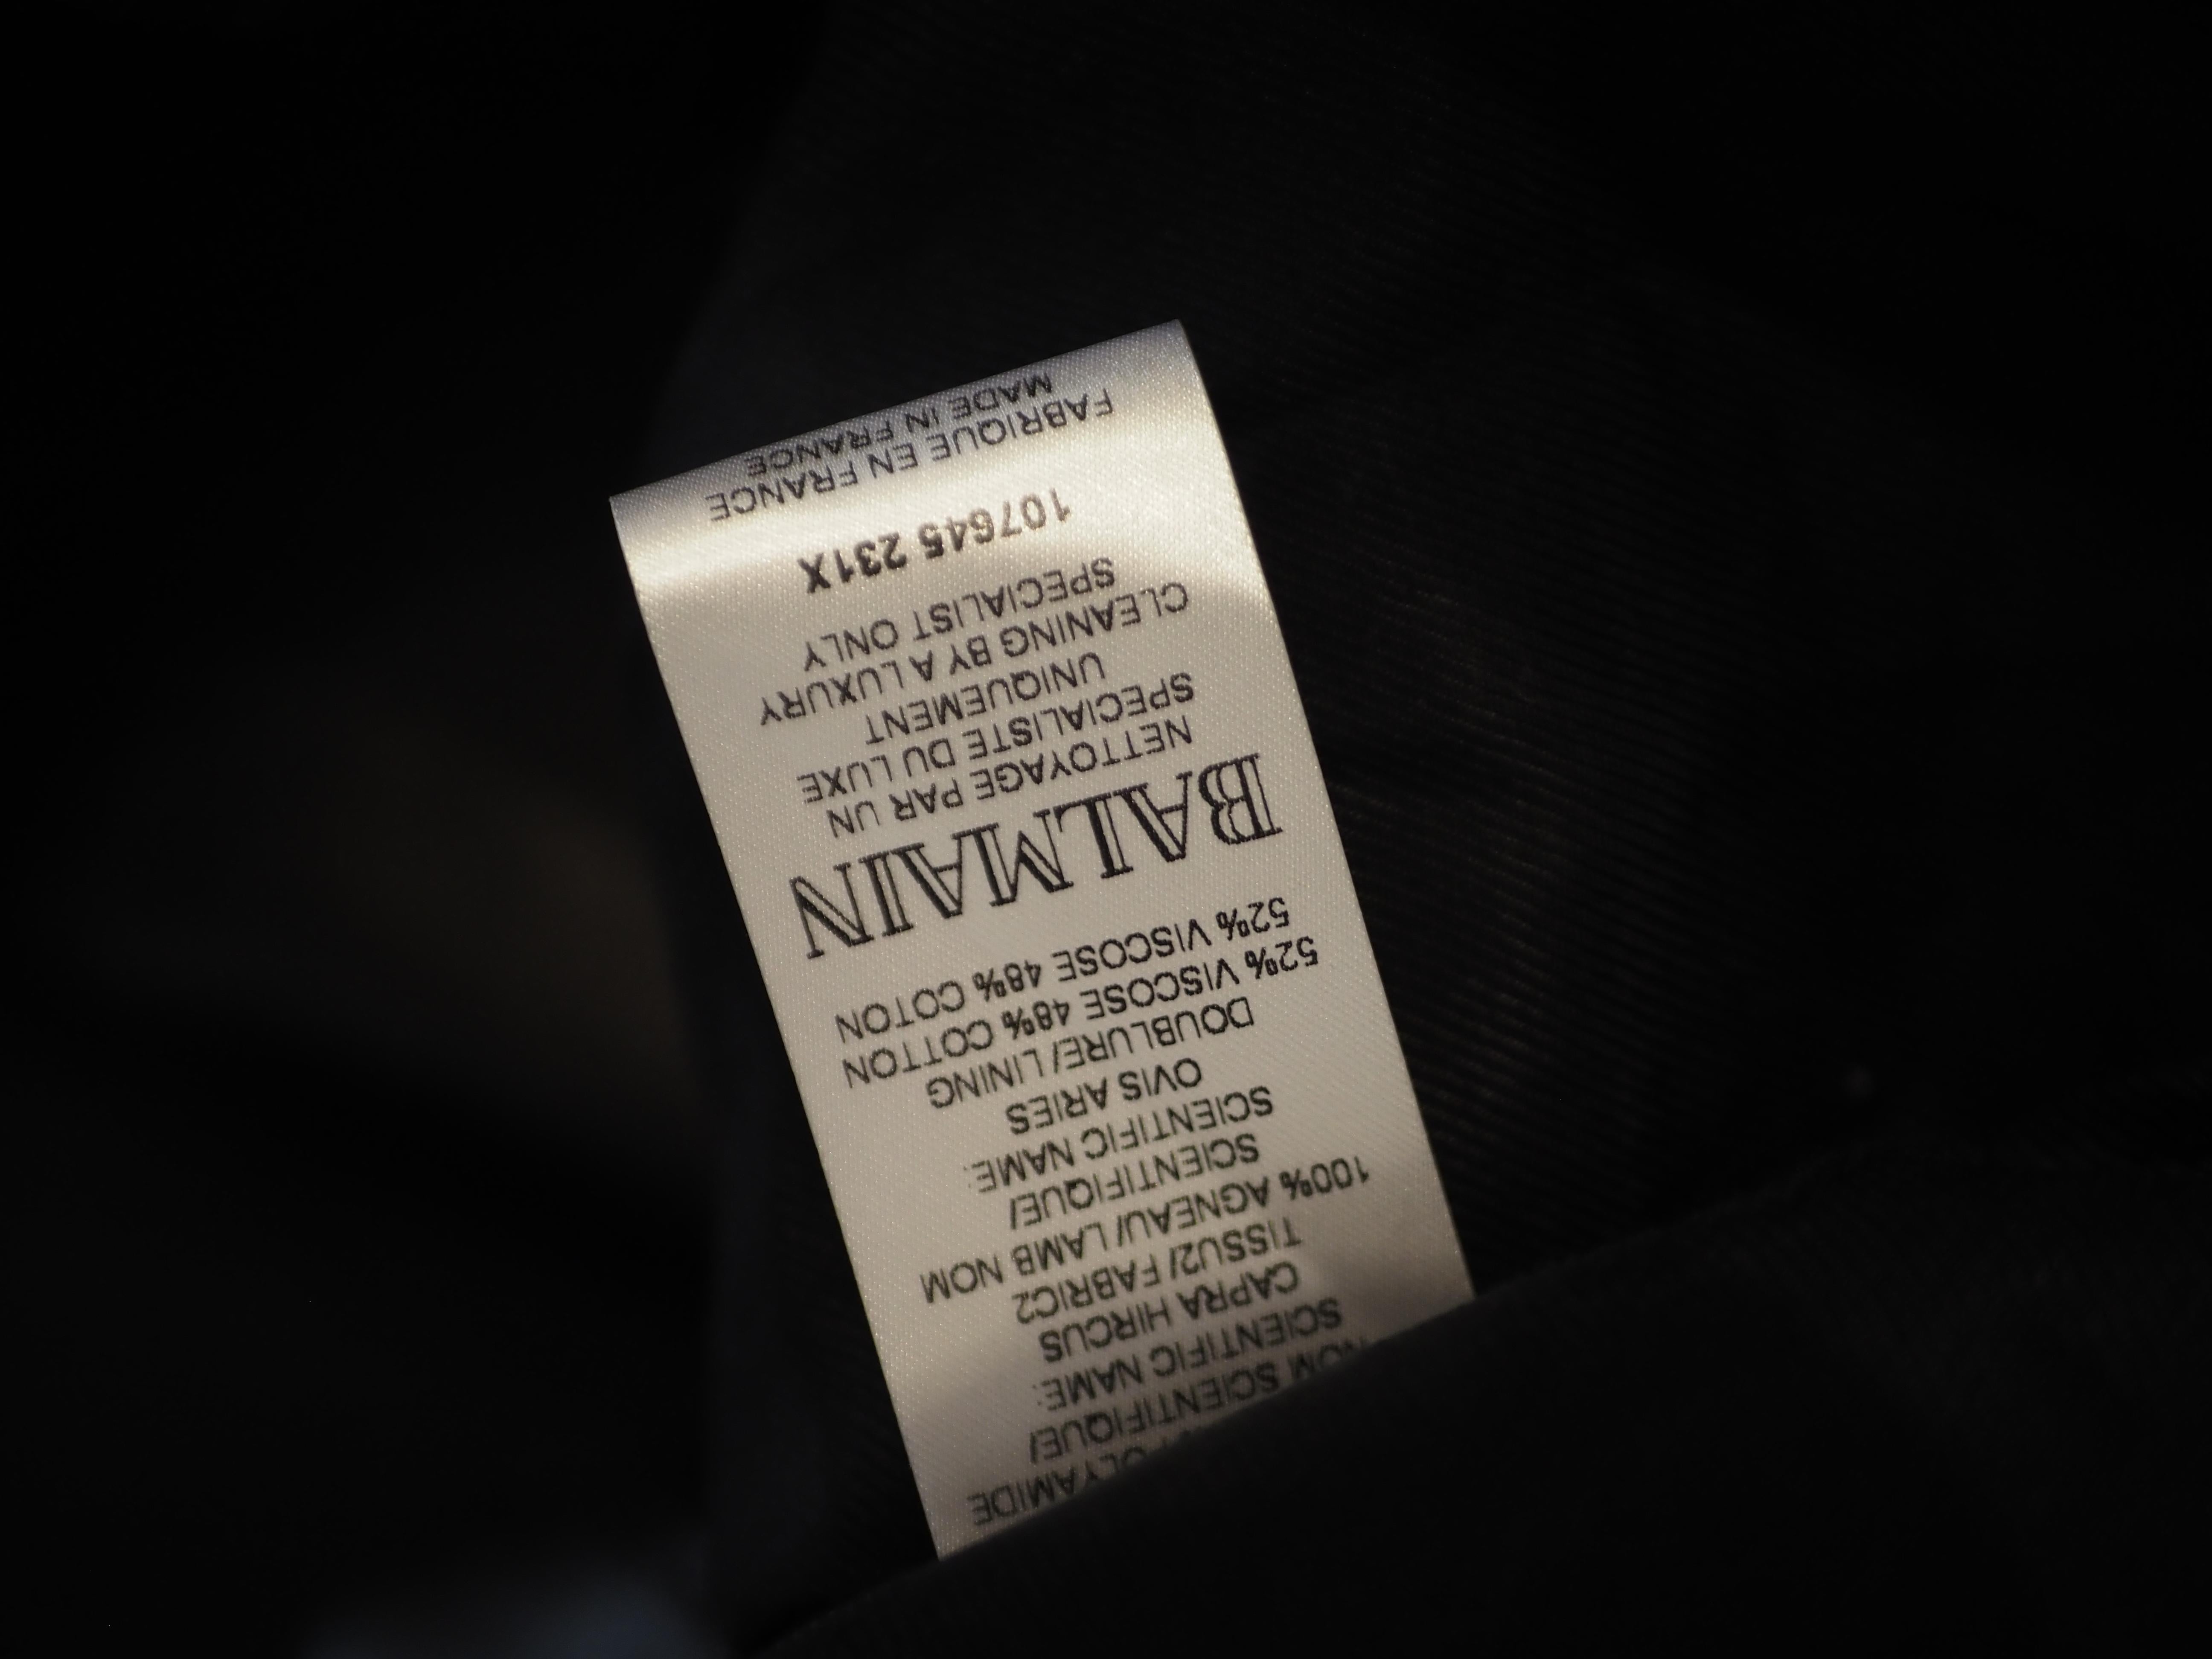 POLYAMIDE
NOM SCIENTIFIQUE/
SCIENTIFIC NAME:
CAPRA HIRCUS
TISSU2/ FABRIC2
100% AGNEAU/ LAMB NOM
SCIENTIFIQUE/
SCIENTIFIC NAME:
OVIS ARIES
DOUBLURE/ LINING
52% VISCOSE 48% COTTON
52% VISCOSE 48% COTON
BALMAIN
NETTOYAGE PAR UN
SPECIALISTE DU LUXE
UNIQUEMENT
CLEANING BY A LUXURY
SPECIALIST ONLY
107645 231X
FABRIQUE EN FRANCE
MADE IN FRANCE